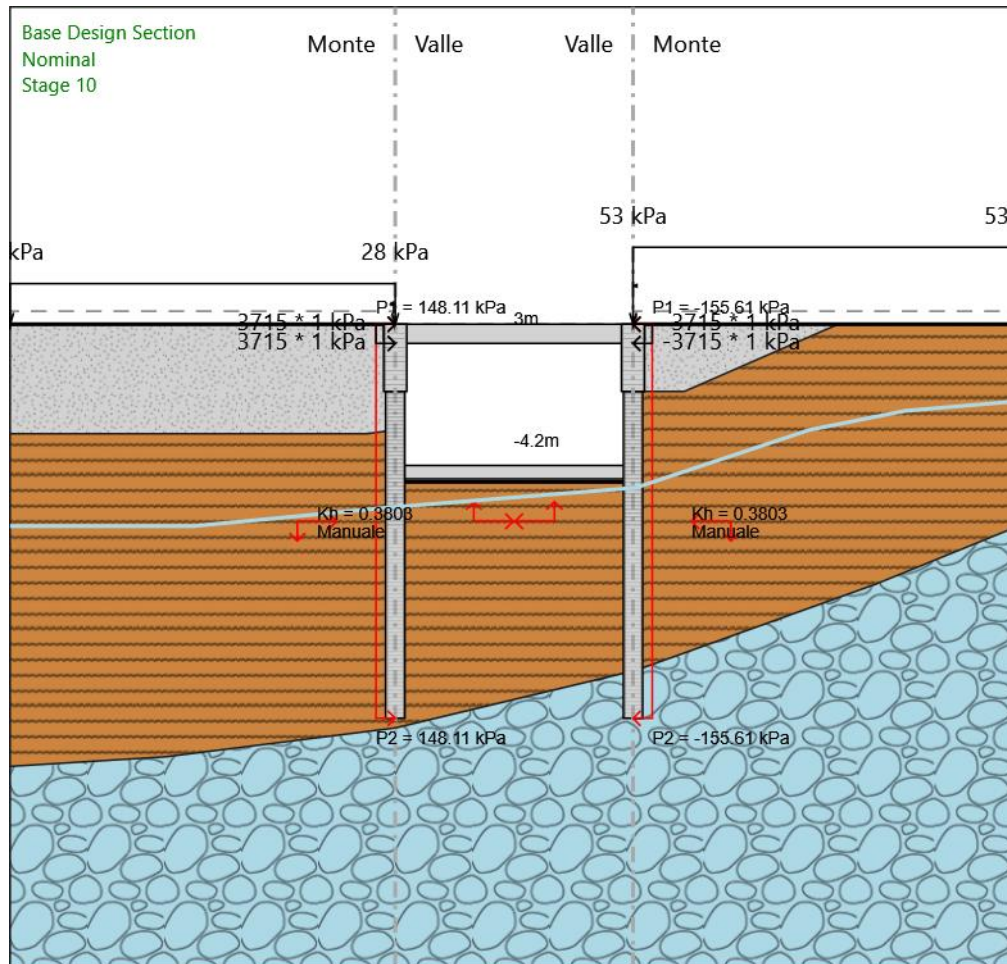 Base Design Section
Nominal
Stage 10
Monte
Valle
Valle
Monte
53 kPa
53
kPa
28 kPa
P1 = 148.11 kPa
P1 = -155.61 kPa
3m
3715 * 1 kPa
-3715 * 1 kPa
3715 * 1 kPa
-3715 * 1 kPa
-4.2m
Kh = 0.3803
Manuale
Kh = 0.3803
Manuale
P2 = 148.11 kPa
P2 = -155.61 kPa